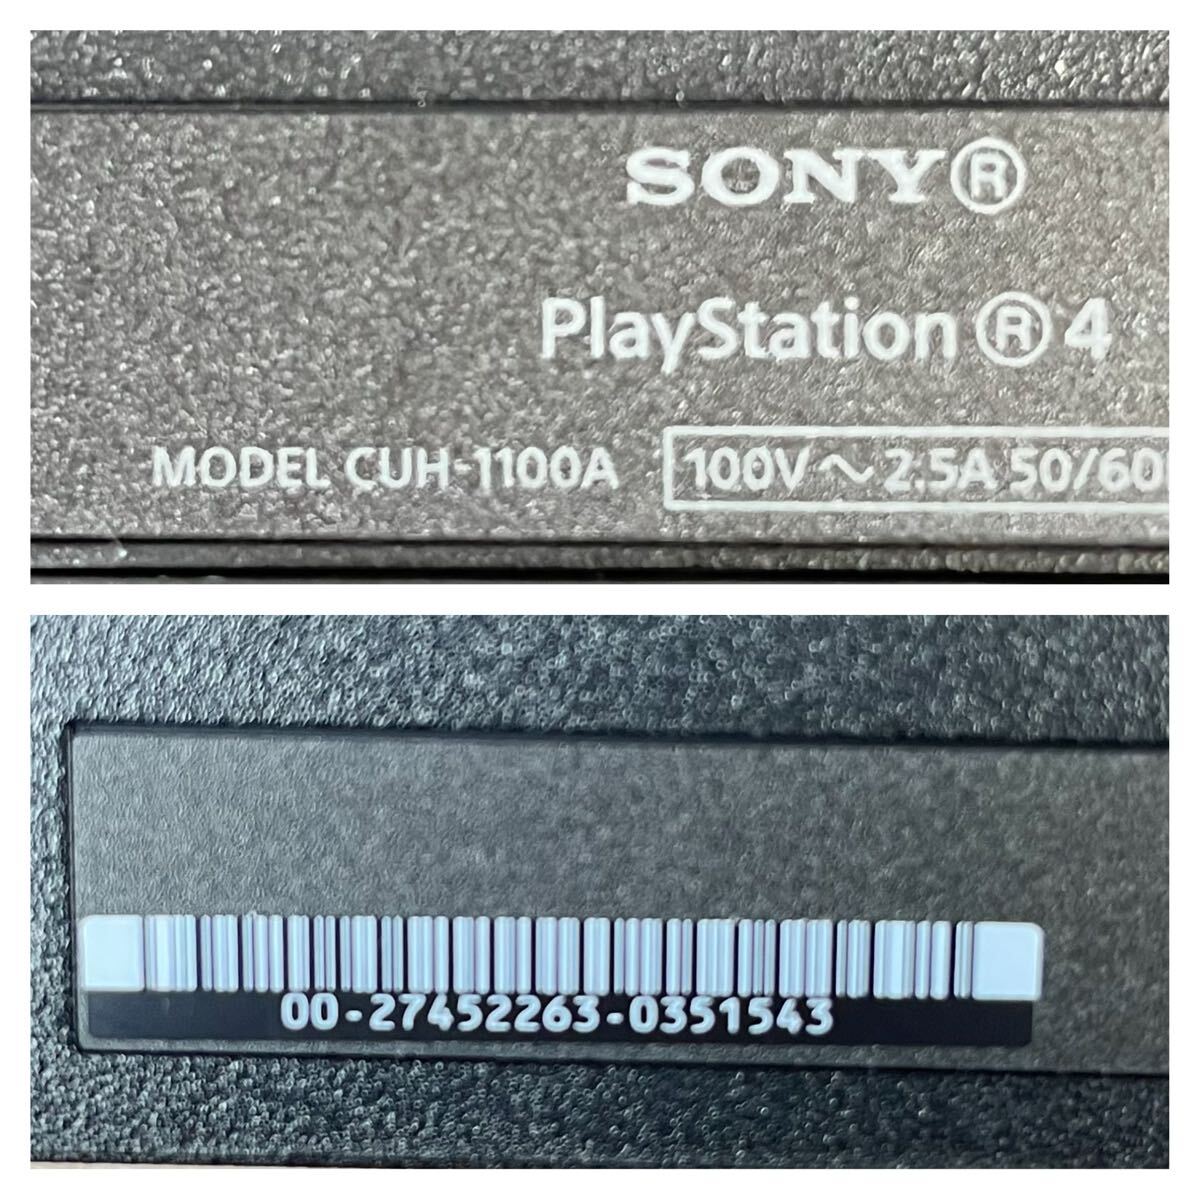 SONY®
PlayStation®4
MODEL CUH-1100A 100V～2.5A 50/60
00-27452263-0351543